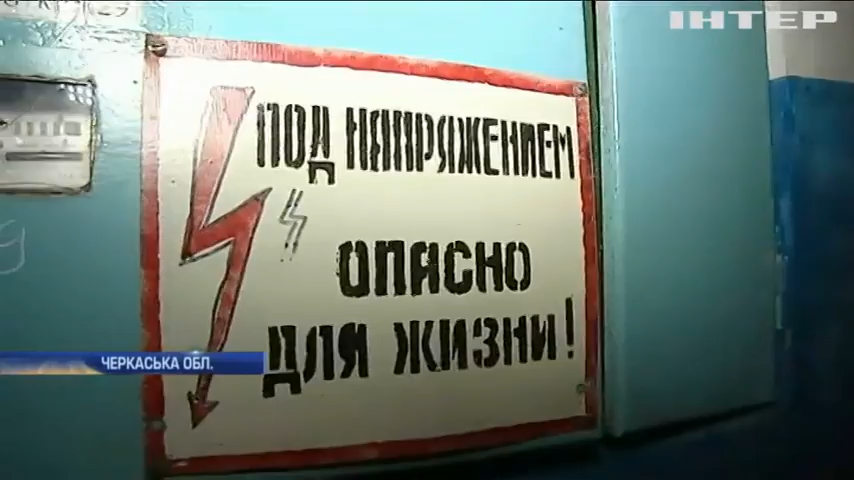 ІНТЕР
ПОД НАПРЯЖЕНИЕМ
ОПАСНО
ДЛЯ ЖИЗНИ!
ЧЕРКАСЬКА ОБЛ.